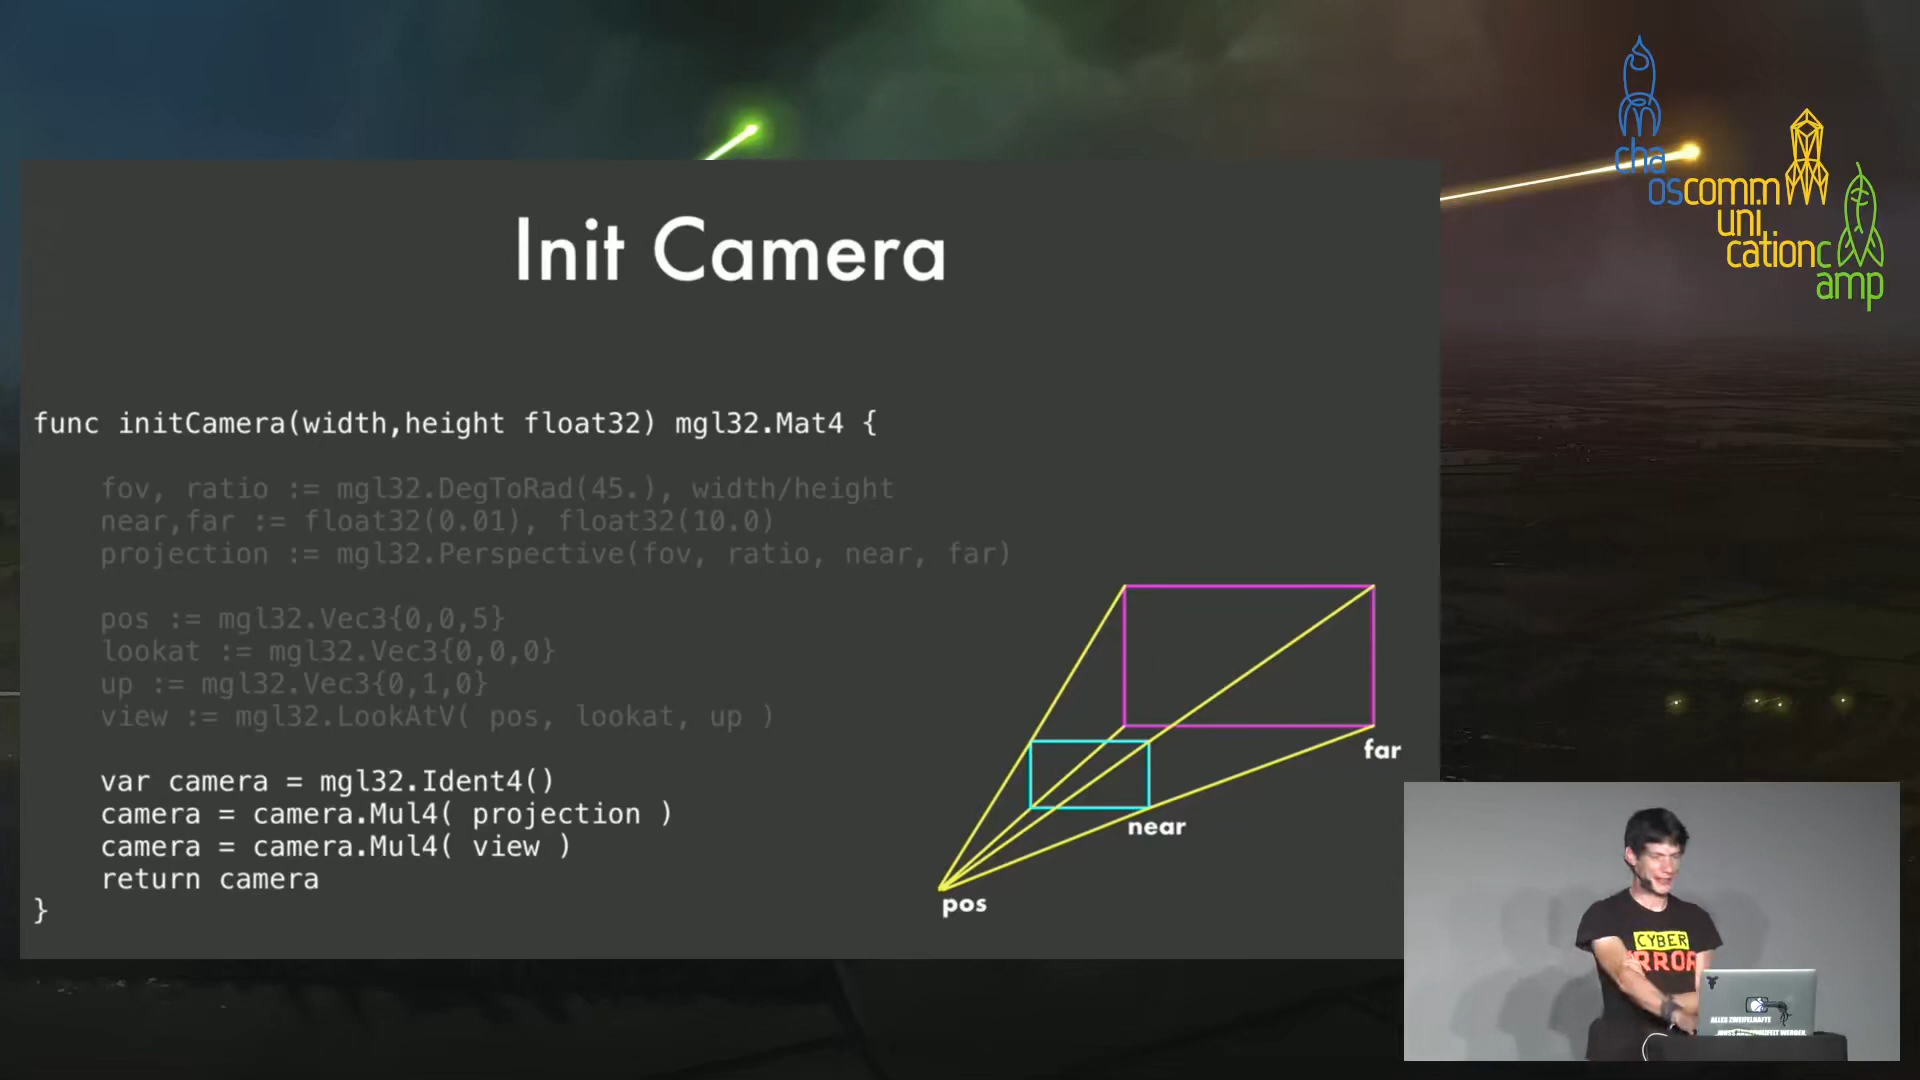 Init Camera
func initCamera(width,height float32) mgl32.Mat4 {
fov, ratio := mgl32.DegToRad(45.), width/height
near,far := float32(0.01), float32(10.0)
projection := mgl32.Perspective(fov, ratio, near, far)
pos := mgl32.Vec3{0,0,5}
lookat := mgl32.Vec3{0,0,0}
up := mgl32.Vec3{0,1,0}
view := mgl32.LookAtV( pos, lookat, up )
var camera = mgl32.Ident4()
camera = camera.Mul4( projection )
camera = camera.Mul4( view )
return camera
}
far
near
pos
cha
oscomm
uni
cationc
amp
CYBER
RROR
ALLES ZWEIFELHAFTE